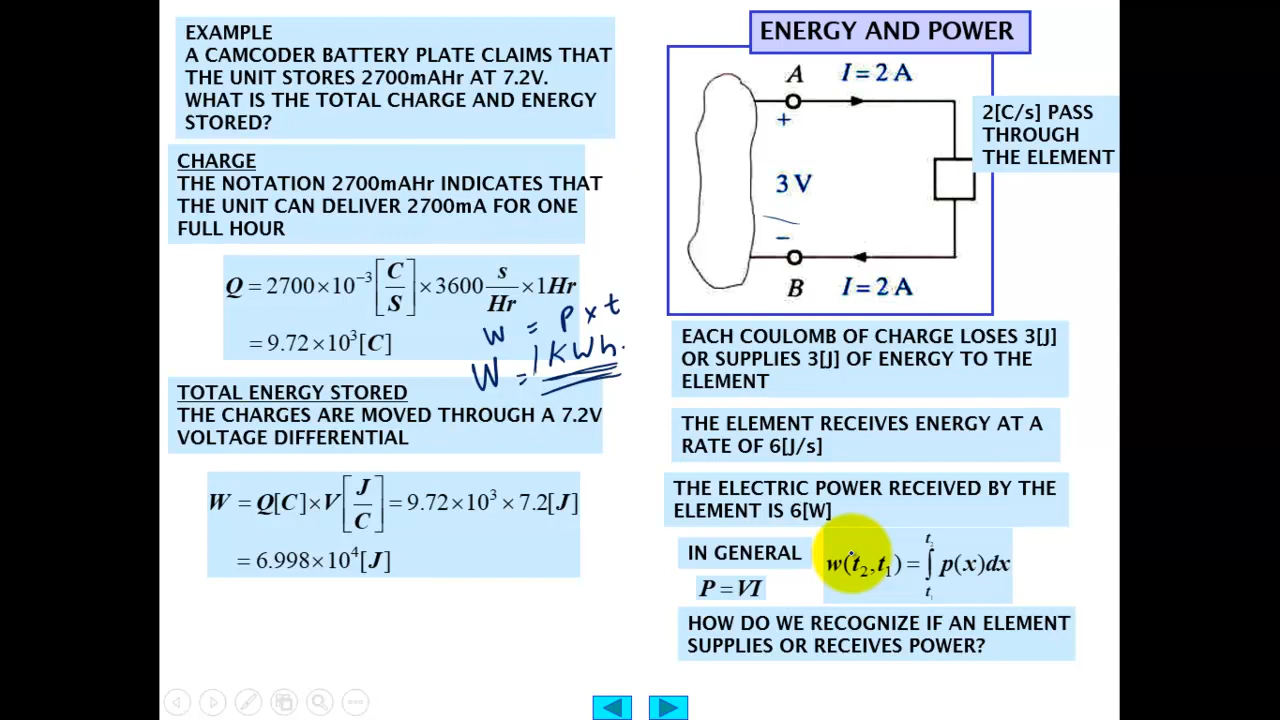 EXAMPLE
A CAMCODER BATTERY PLATE CLAIMS THAT
THE UNIT STORES 2700mAHr AT 7.2V.
WHAT IS THE TOTAL CHARGE AND ENERGY
STORED?
CHARGE
THE NOTATION 2700mAHr INDICATES THAT
THE UNIT CAN DELIVER 2700mA FOR ONE
FULL HOUR
Q = 2700×10⁻³ [C/S] × 3600 s/Hr × 1Hr
= 9.72×10³[C]
w = P × t
W = 1 KWh.
TOTAL ENERGY STORED
THE CHARGES ARE MOVED THROUGH A 7.2V
VOLTAGE DIFFERENTIAL
W = Q[C]×V[J/C] = 9.72×10³ × 7.2[J]
= 6.998×10⁴[J]
ENERGY AND POWER
A I = 2 A
+
3 V
−
B I = 2 A
2[C/s] PASS
THROUGH
THE ELEMENT
EACH COULOMB OF CHARGE LOSES 3[J]
OR SUPPLIES 3[J] OF ENERGY TO THE
ELEMENT
THE ELEMENT RECEIVES ENERGY AT A
RATE OF 6[J/s]
THE ELECTRIC POWER RECEIVED BY THE
ELEMENT IS 6[W]
IN GENERAL
P = VI
w(t₂,t₁) = ∫_{t₁}^{t₂} p(x)dx
HOW DO WE RECOGNIZE IF AN ELEMENT
SUPPLIES OR RECEIVES POWER?